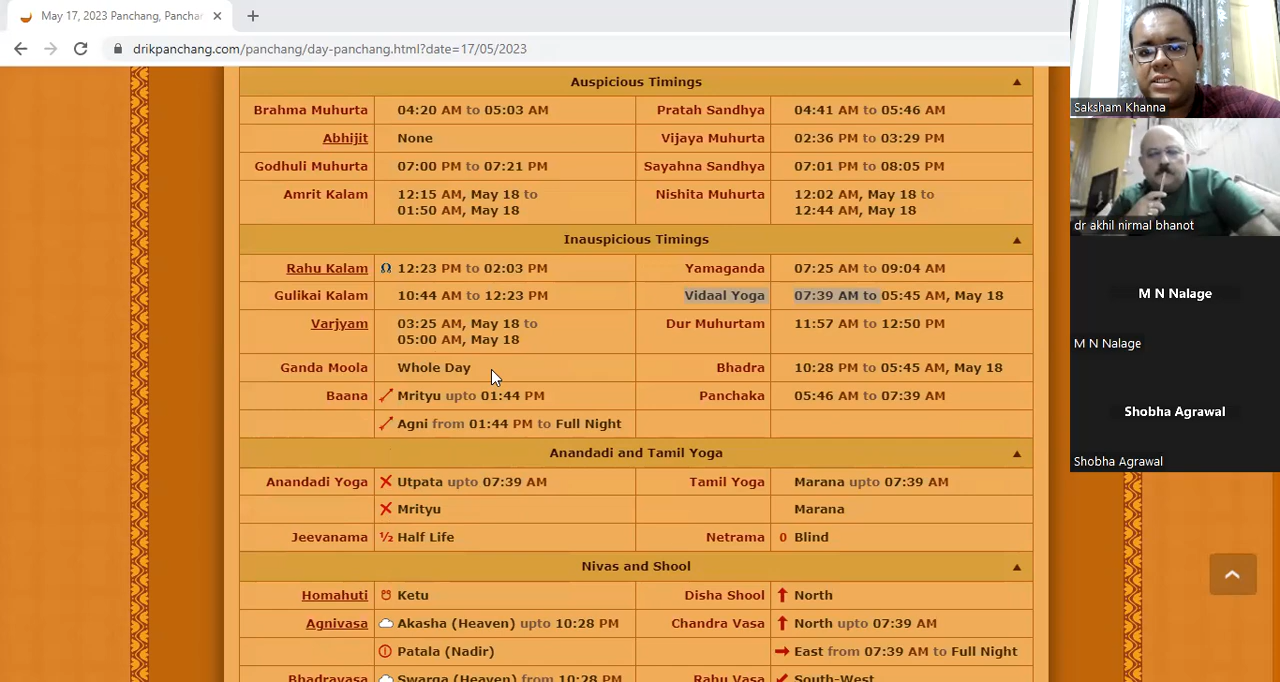 May 17, 2023 Panchang, Pancha
drikpanchang.com/panchang/day-panchang.html?date=17/05/2023
Auspicious Timings
Brahma Muhurta 04:20 AM to 05:03 AM Pratah Sandhya 04:41 AM to 05:46 AM
Abhijit None Vijaya Muhurta 02:36 PM to 03:29 PM
Godhuli Muhurta 07:00 PM to 07:21 PM Sayahna Sandhya 07:01 PM to 08:05 PM
Amrit Kalam 12:15 AM, May 18 to Nishita Muhurta 12:02 AM, May 18 to
01:50 AM, May 18 12:44 AM, May 18
Inauspicious Timings
Rahu Kalam 12:23 PM to 02:03 PM Yamaganda 07:25 AM to 09:04 AM
Gulikai Kalam 10:44 AM to 12:23 PM Vidaal Yoga 07:39 AM to 05:45 AM, May 18
Varjyam 03:25 AM, May 18 to Dur Muhurtam 11:57 AM to 12:50 PM
05:00 AM, May 18
Ganda Moola Whole Day Bhadra 10:28 PM to 05:45 AM, May 18
Baana Mrityu upto 01:44 PM Panchaka 05:46 AM to 07:39 AM
Agni from 01:44 PM to Full Night
Anandadi and Tamil Yoga
Anandadi Yoga Utpata upto 07:39 AM Tamil Yoga Marana upto 07:39 AM
Mrityu Marana
Jeevanama ½ Half Life Netrama 0 Blind
Nivas and Shool
Homahuti Ketu Disha Shool North
Agnivasa Akasha (Heaven) upto 10:28 PM Chandra Vasa North upto 07:39 AM
Patala (Nadir) East from 07:39 AM to Full Night
Bhadravasa Swarga (Heaven) from 10:28 PM Rahu Vasa South-West
Saksham Khanna
dr akhil nirmal bhanot
M N Nalage
M N Nalage
Shobha Agrawal
Shobha Agrawal